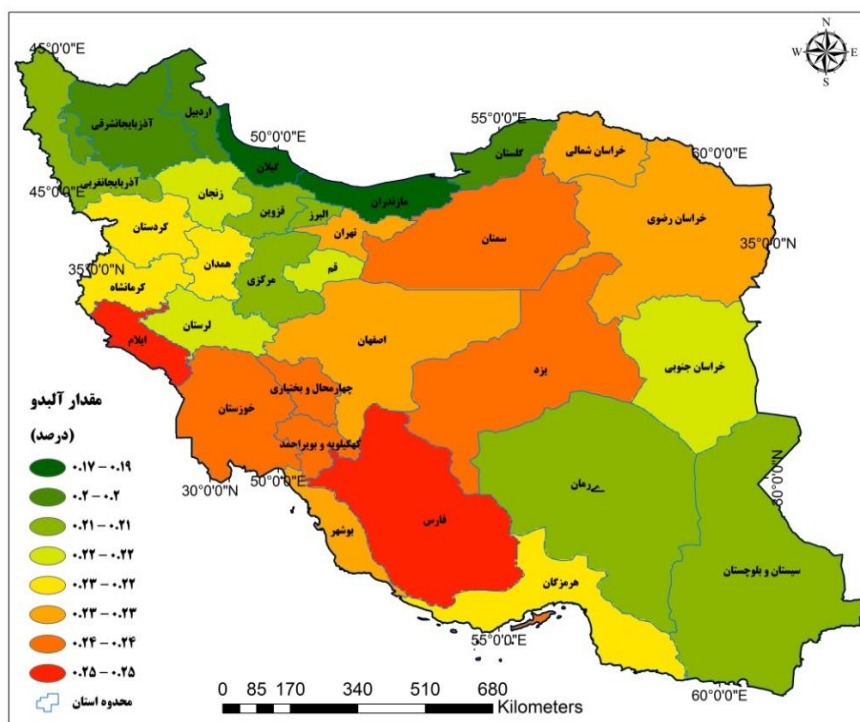 N
W E
S
45°0'0"E
50°0'0"E
55°0'0"E
60°0'0"E
اردبیل
آذربایجانشرقی
گیلان
گلستان
خراسان شمالی
آذربایجانغربی
45°0'0"E
زنجان
مازندران
قزوین
البرز
خراسان رضوی
کردستان
تهران
سمنان
35°0'0"N
همدان
قم
35°0'0"N
مرکزی
کرمانشاه
لرستان
ایلام
اصفهان
یزد
خراسان جنوبی
چهارمحال و بختیاری
خوزستان
کهگیلویه و بویراحمد
30°0'0"N
50°0'0"E
30°0'0"N
ےرمان
فارس
بوشهر
سیستان و بلوچستان
هرمزگان
55°0'0"E
60°0'0"E
مقدار آلبدو
(درصد)
۰.۱۷ – ۰.۱۹
۰.۲ – ۰.۲
۰.۲۱ – ۰.۲۱
۰.۲۲ – ۰.۲۲
۰.۲۳ – ۰.۲۲
۰.۲۳ – ۰.۲۳
۰.۲۴ – ۰.۲۴
۰.۲۵ – ۰.۲۵
محدوه استان
0 85 170 340 510 680
Kilometers